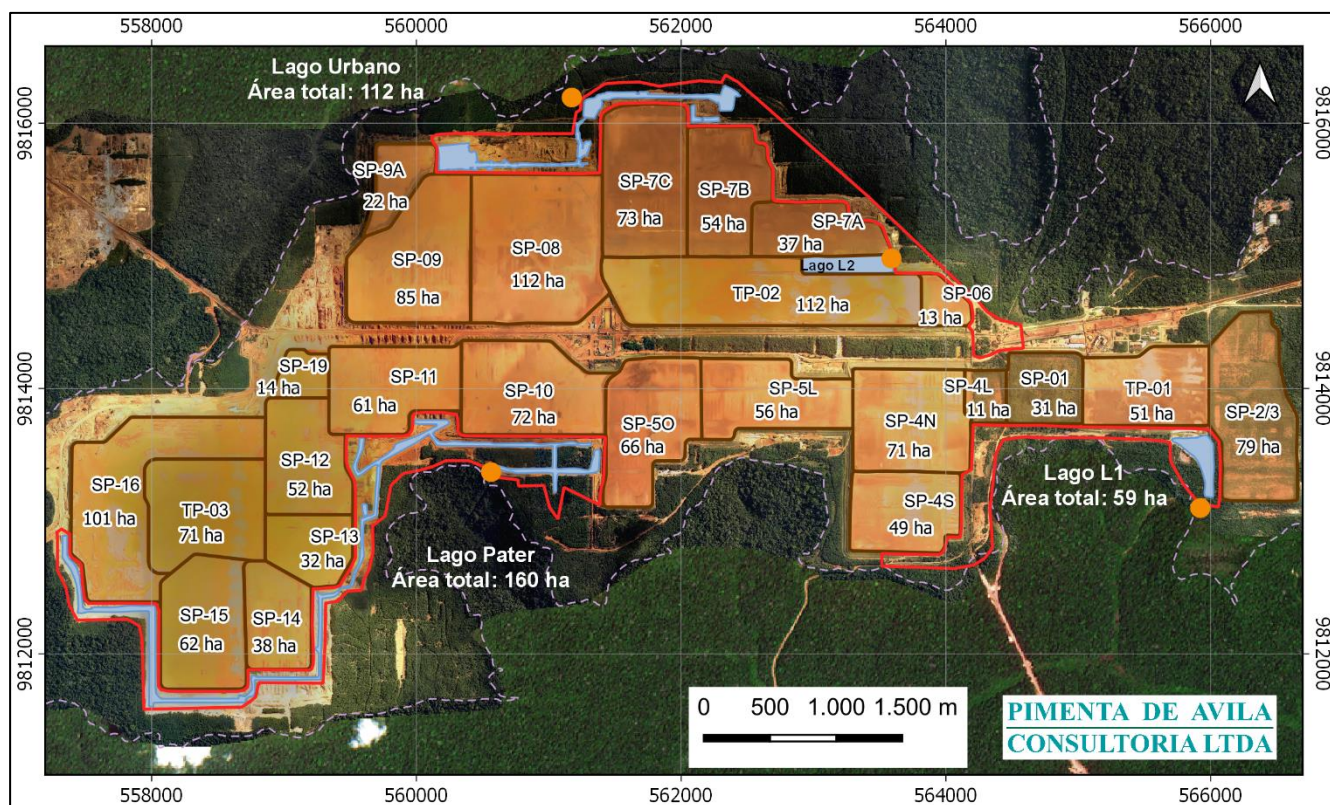 558000 560000 562000 564000 566000
Lago Urbano
Área total: 112 ha
9816000
9816000
SP-9A
22 ha
SP-7C
73 ha
SP-7B
54 ha
SP-7A
37 ha
SP-09
85 ha
SP-08
112 ha
Lago L2
TP-02
112 ha
SP-06
13 ha
9814000
9814000
SP-19
14 ha
SP-11
61 ha
SP-10
72 ha
SP-5O
66 ha
SP-5L
56 ha
SP-4N
71 ha
SP-4L
11 ha
SP-01
31 ha
TP-01
51 ha
SP-2/3
79 ha
SP-16
101 ha
TP-03
71 ha
SP-12
52 ha
SP-13
32 ha
SP-4S
49 ha
Lago L1
Área total: 59 ha
Lago Pater
Área total: 160 ha
SP-15
62 ha
SP-14
38 ha
9812000
9812000
0 500 1.000 1.500 m
PIMENTA DE AVILA
CONSULTORIA LTDA
558000 560000 562000 564000 566000